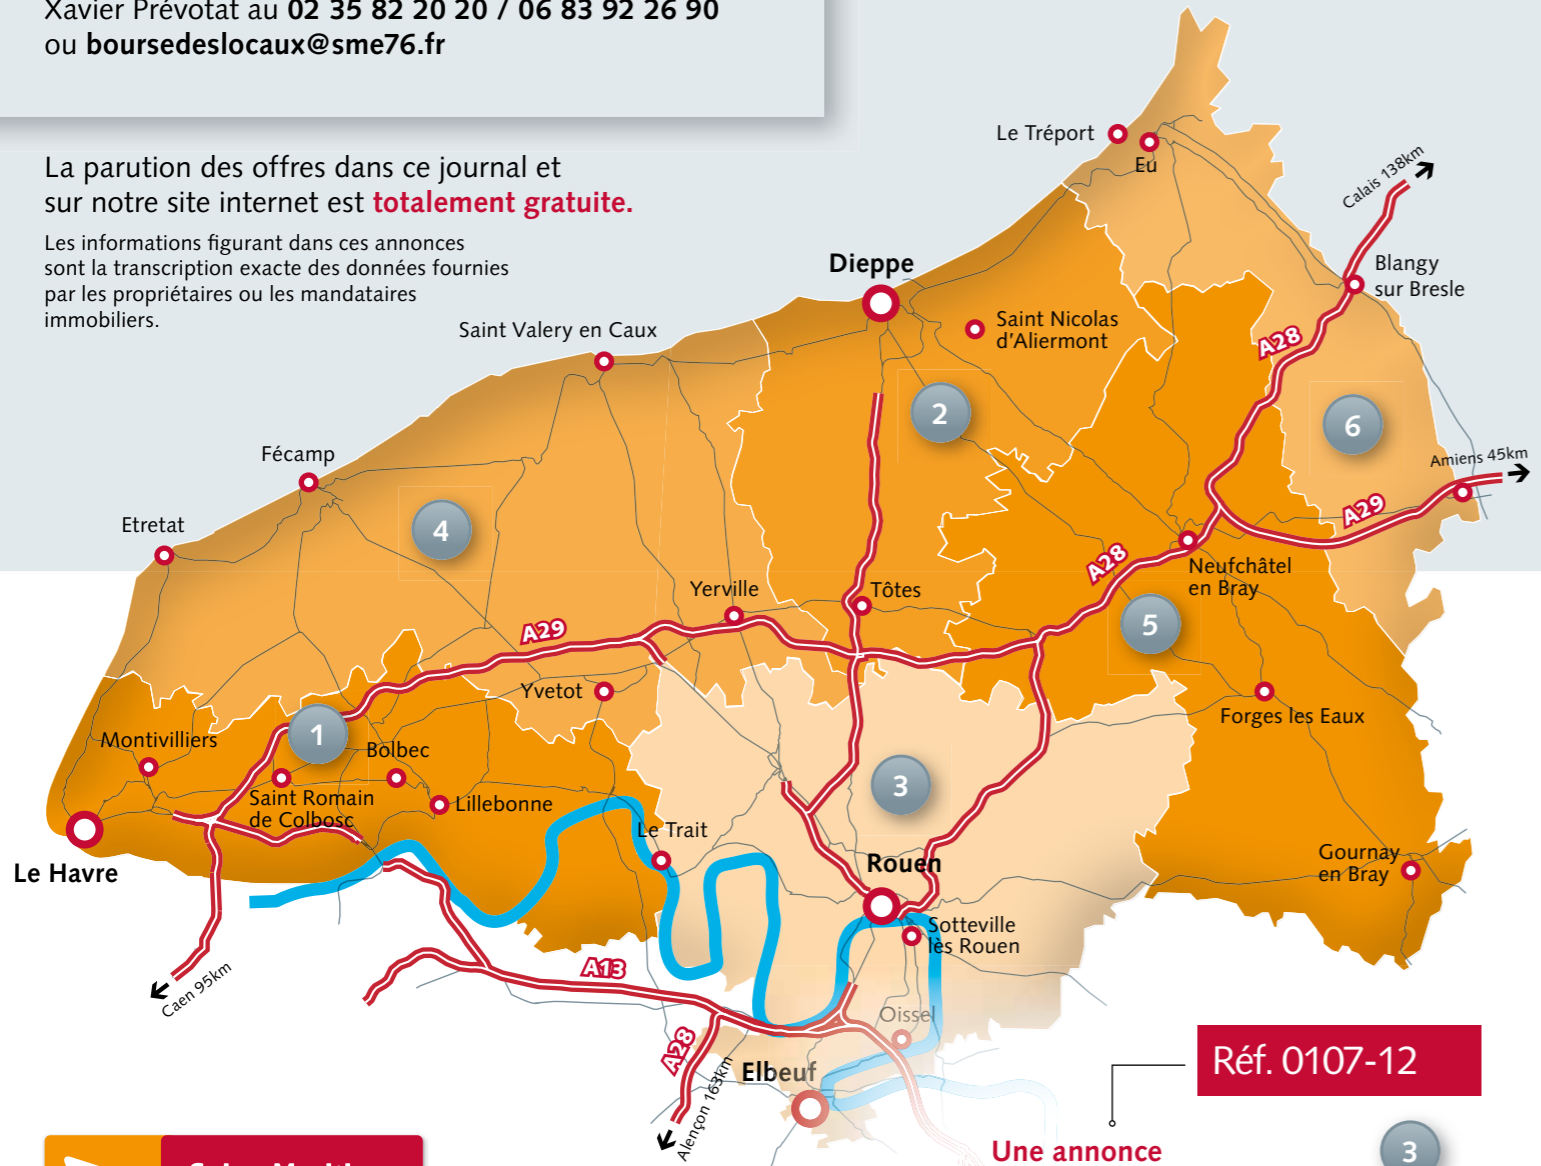 Xavier Prévotat au 02 35 82 20 20 / 06 83 92 26 90
ou boursedeslocaux@sme76.fr
La parution des offres dans ce journal et
sur notre site internet est totalement gratuite.
Les informations figurant dans ces annonces
sont la transcription exacte des données fournies
par les propriétaires ou les mandataires
immobiliers.
Le Tréport
Eu
Calais 138km
Dieppe
Blangy
sur Bresle
Saint Nicolas
d'Aliermont
Saint Valery en Caux
A28
2
6
Fécamp
Amiens 45km
Etretat
4
A29
A28
Neufchâtel
en Bray
Yerville
Tôtes
5
A29
Yvetot
Forges les Eaux
1
Montivilliers
Bolbec
3
Saint Romain
de Colbosc
Lillebonne
Le Trait
Le Havre
Rouen
Gournay
en Bray
Sotteville
lès Rouen
A13
Caen 95km
Oissel
A28
Alençon 163km
Elbeuf
Réf. 0107-12
Une annonce
3